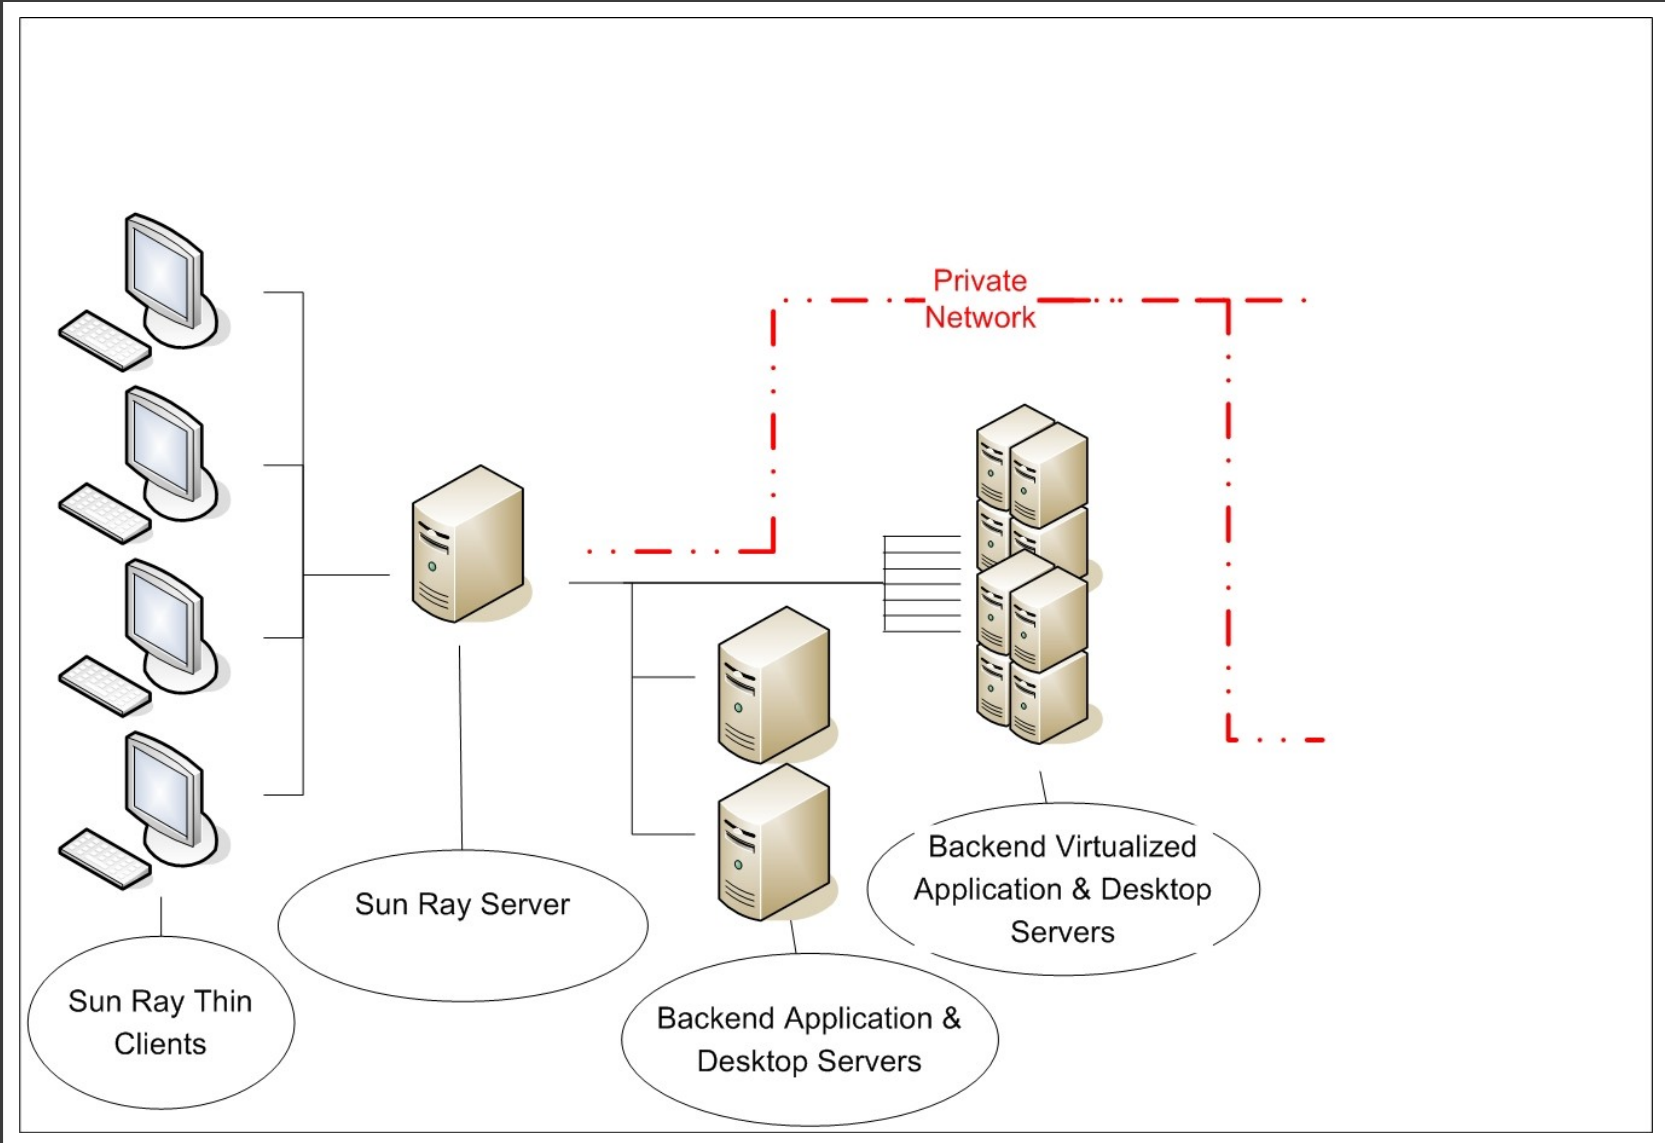 Private
Network
Backend Virtualized
Application & Desktop
Servers
Sun Ray Server
Sun Ray Thin
Clients
Backend Application &
Desktop Servers